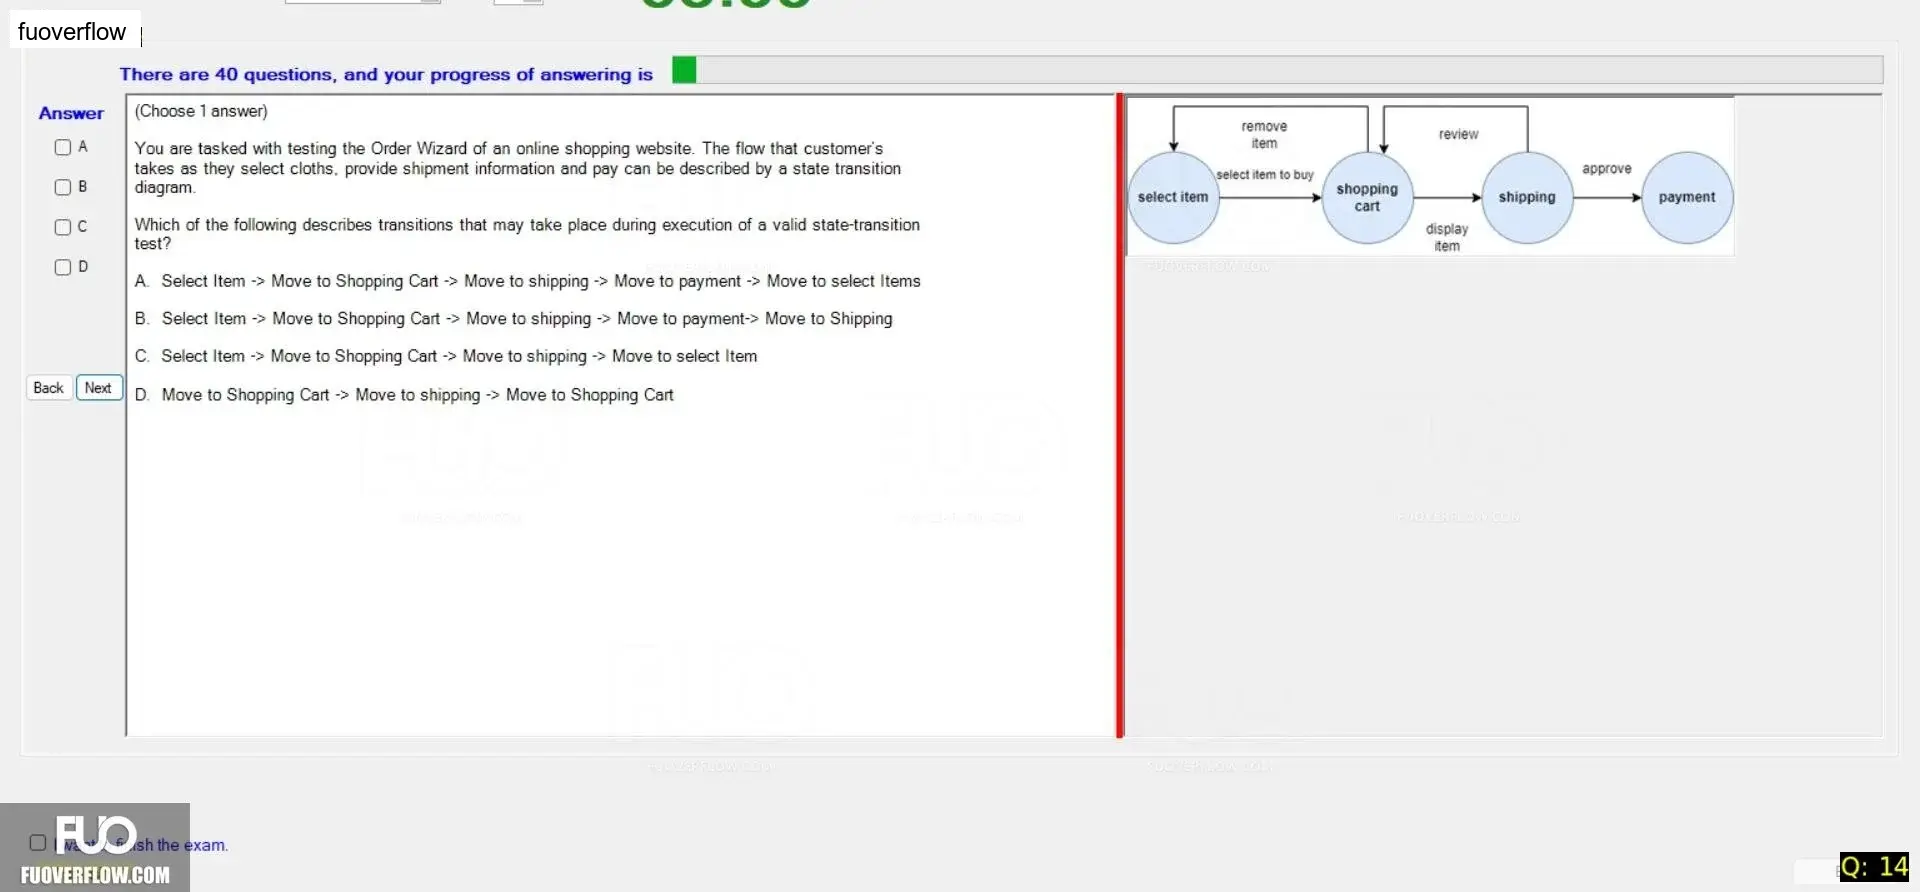 fuoverflow
There are 40 questions, and your progress of answering is
Answer
A
B
C
D
Back
Next
(Choose 1 answer)
You are tasked with testing the Order Wizard of an online shopping website. The flow that customer's
takes as they select cloths, provide shipment information and pay can be described by a state transition
diagram.
Which of the following describes transitions that may take place during execution of a valid state-transition
test?
A. Select Item -> Move to Shopping Cart -> Move to shipping -> Move to payment -> Move to select Items
B. Select Item -> Move to Shopping Cart -> Move to shipping -> Move to payment-> Move to Shipping
C. Select Item -> Move to Shopping Cart -> Move to shipping -> Move to select Item
D. Move to Shopping Cart -> Move to shipping -> Move to Shopping Cart
remove
item
review
select item to buy
approve
select item
shopping
cart
shipping
payment
display
item
FUOVERFLOW.COM
FUO
the exam.
FUOVERFLOW.COM
Q: 14